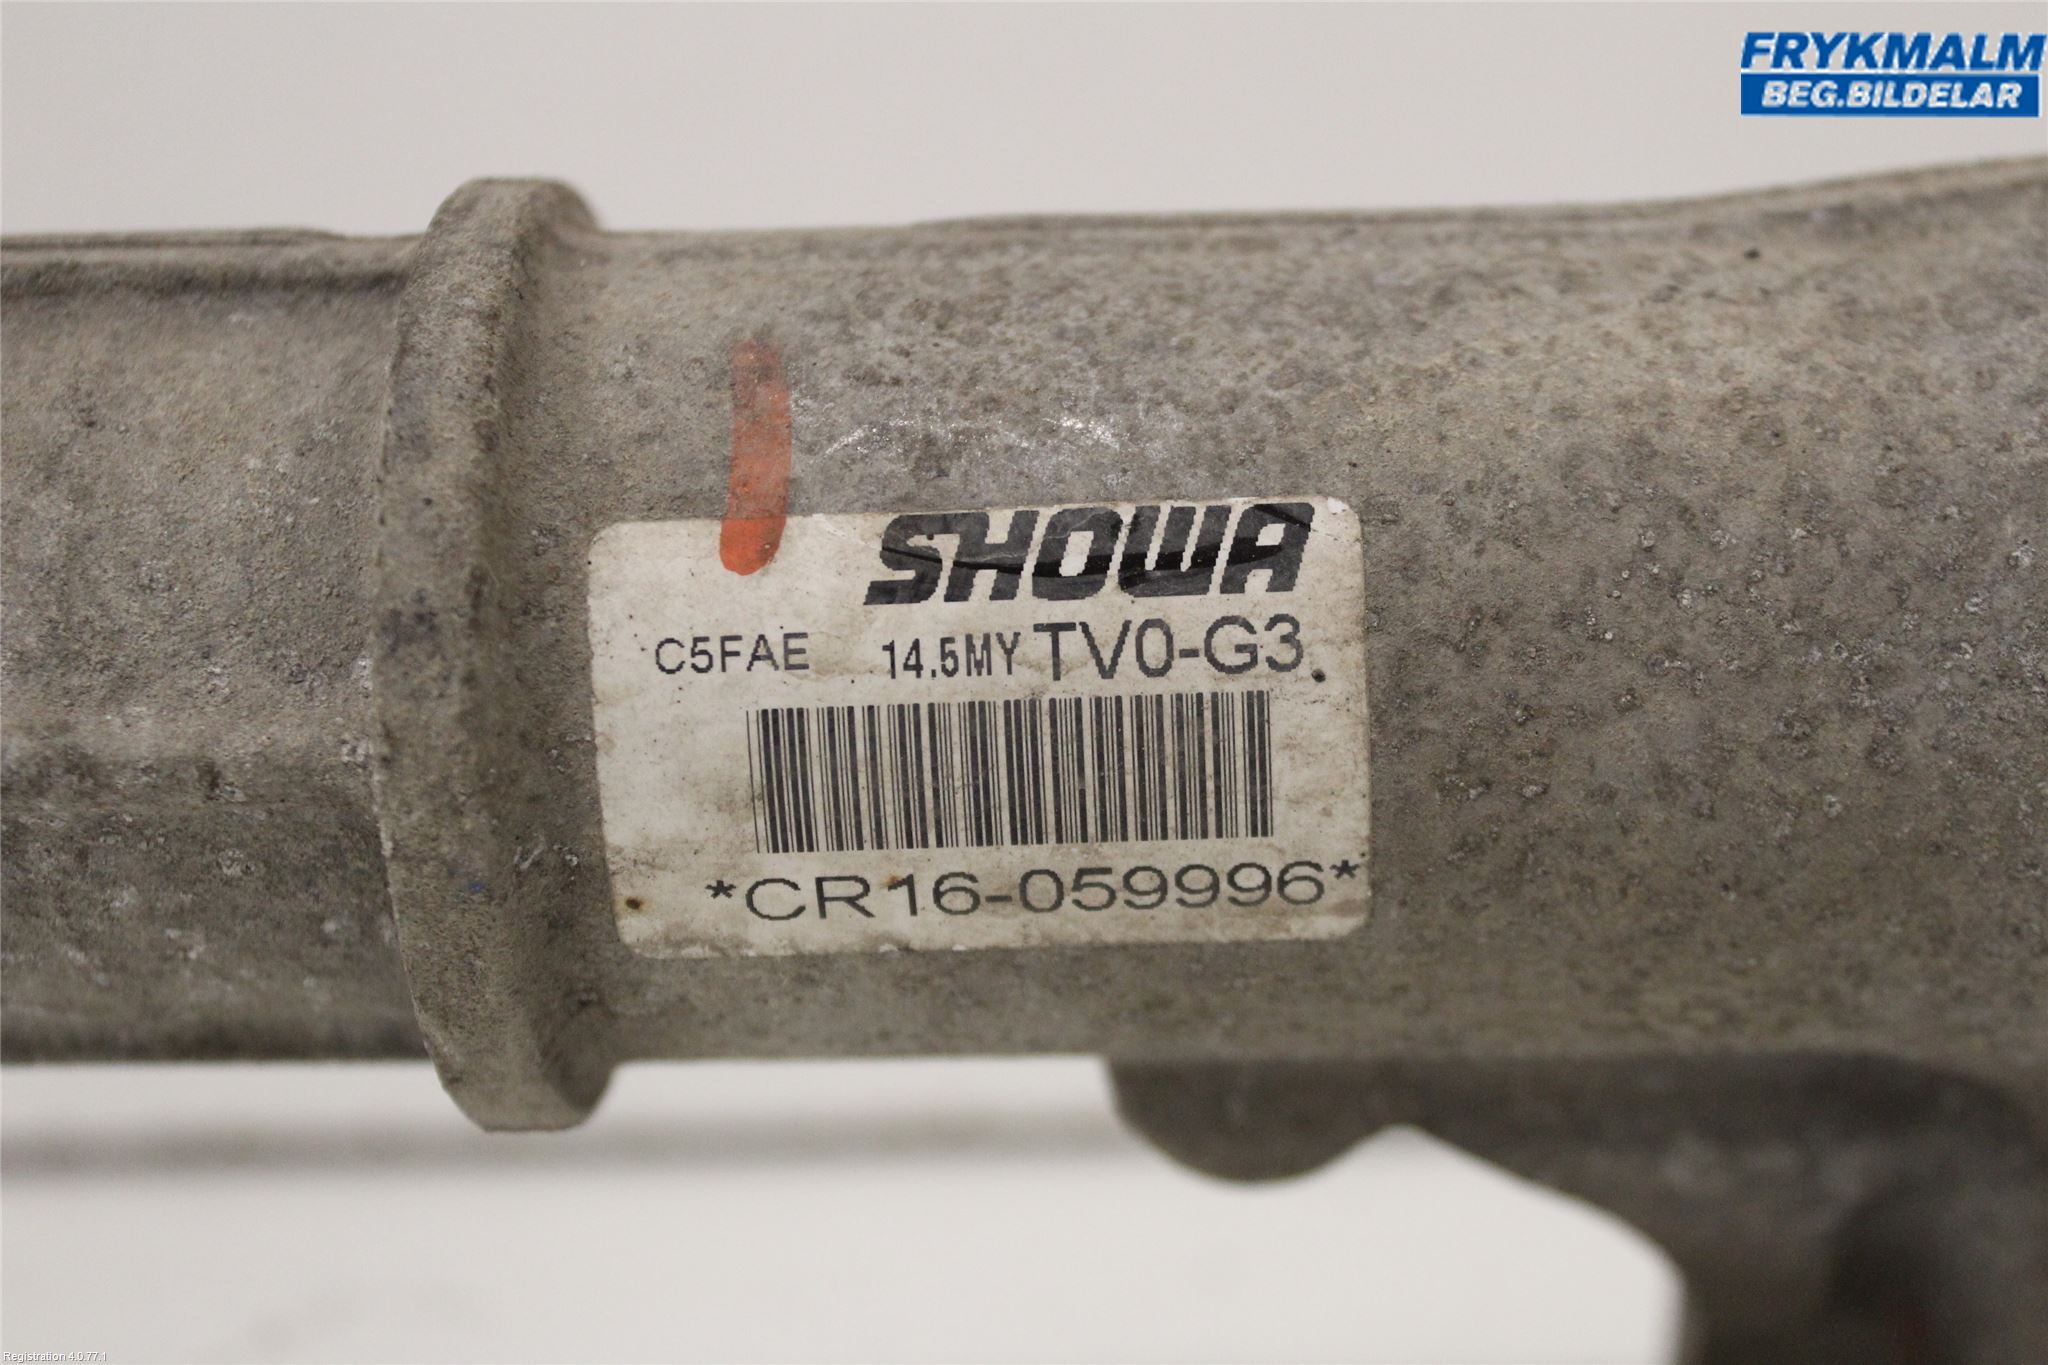 FRYKMALM
BEG.BILDELAR
SHOWA
C5FAE 14.5MY TV0-G3
*CR16-059996*
Registration 4.0.77.1